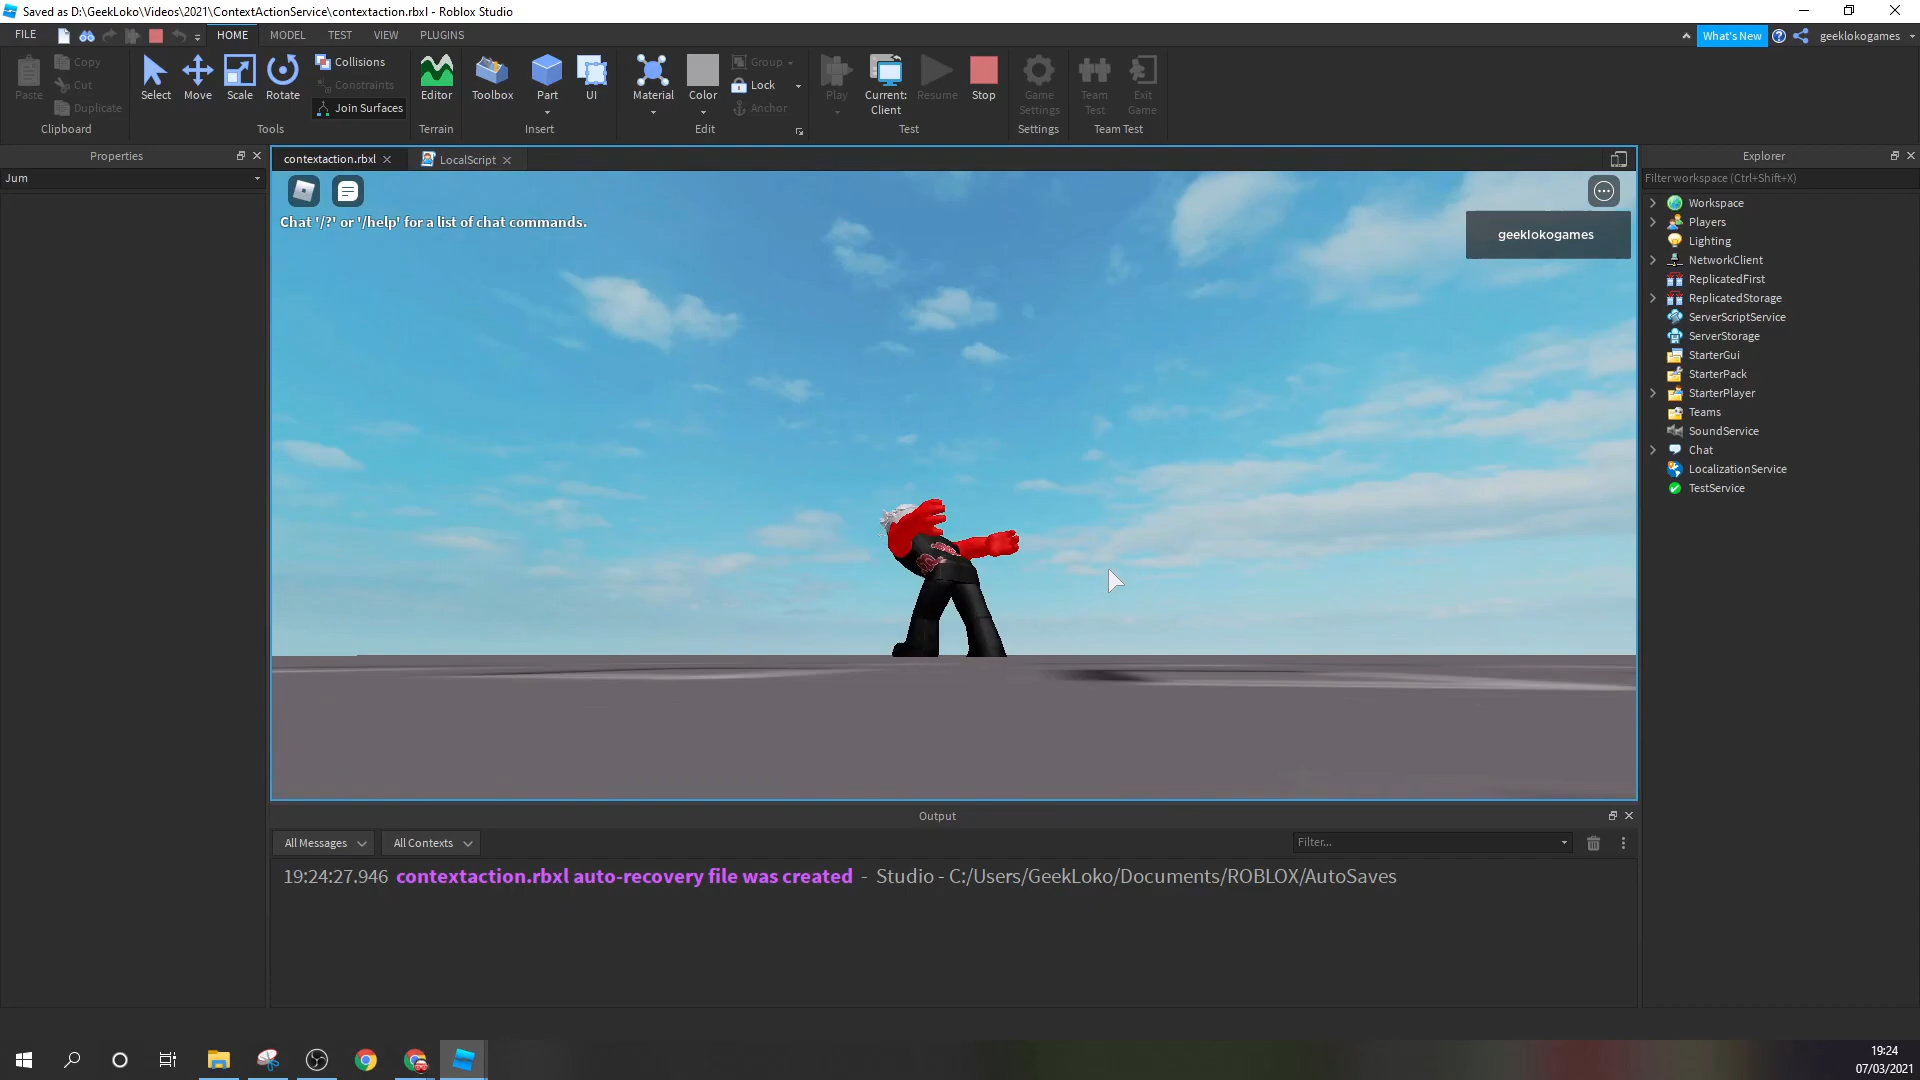 Saved as D:\GeekLoko\Videos\2021\ContextActionService\contextaction.rbxl - Roblox Studio
FILE
HOME
MODEL
TEST
VIEW
PLUGINS
What's New
geeklokogames
Paste
Copy
Cut
Duplicate
Clipboard
Select
Move
Scale
Rotate
Collisions
Constraints
Join Surfaces
Tools
Editor
Terrain
Toolbox
Part
UI
Insert
Material
Color
Group
Lock
Anchor
Edit
Play
Current:
Client
Resume
Stop
Test
Game
Settings
Settings
Team
Test
Exit
Game
Team Test
Properties
Jum
contextaction.rbxl
LocalScript
Chat '/?' or '/help' for a list of chat commands.
geeklokogames
Explorer
Filter workspace (Ctrl+Shift+X)
Workspace
Players
Lighting
NetworkClient
ReplicatedFirst
ReplicatedStorage
ServerScriptService
ServerStorage
StarterGui
StarterPack
StarterPlayer
Teams
SoundService
Chat
LocalizationService
TestService
Output
All Messages
All Contexts
Filter...
19:24:27.946 contextaction.rbxl auto-recovery file was created - Studio - C:/Users/GeekLoko/Documents/ROBLOX/AutoSaves
19:24
07/03/2021